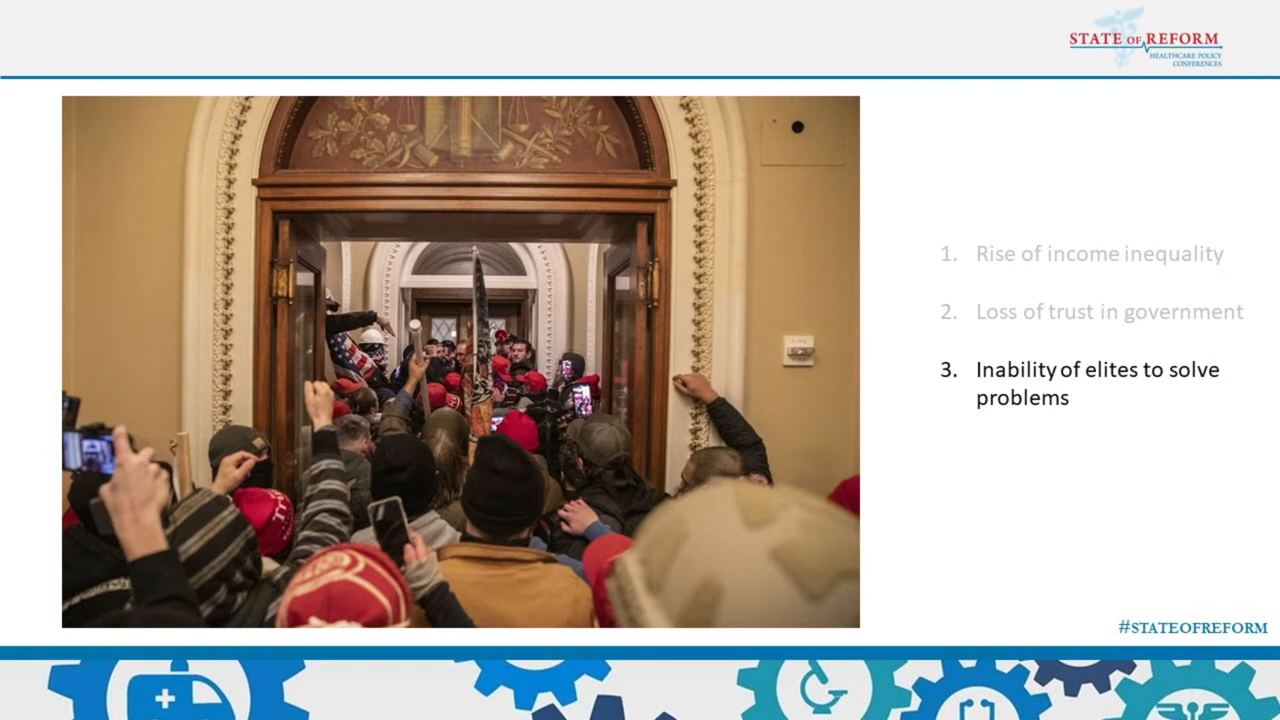 STATE OF REFORM
HEALTHCARE POLICY
CONFERENCES
1. Rise of income inequality
2. Loss of trust in government
3. Inability of elites to solve
problems
#STATEOFREFORM